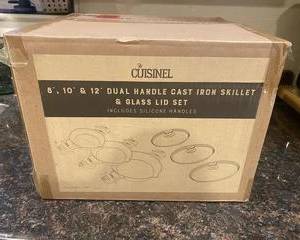 CUISINEL
8", 10" & 12" DUAL HANDLE CAST IRON SKILLET
& GLASS LID SET
INCLUDES SILICONE HANDLES